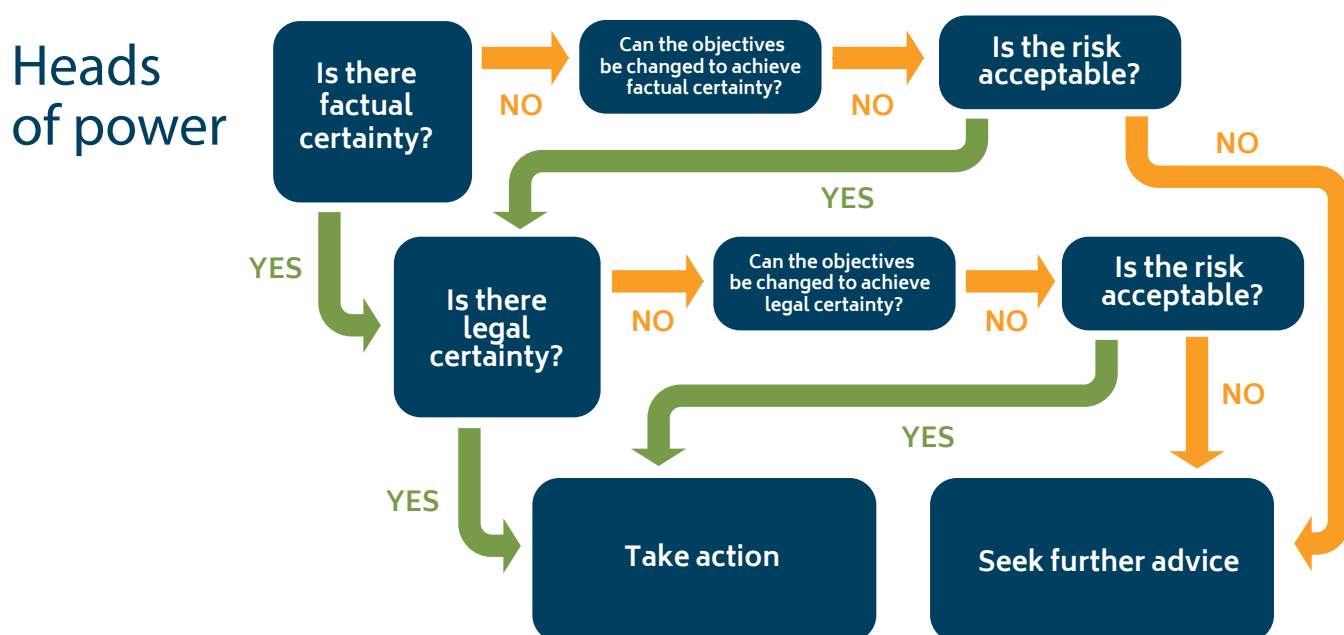 Heads
of power
Is there
factual
certainty?
NO
Can the objectives
be changed to achieve
factual certainty?
NO
Is the risk
acceptable?
NO
YES
YES
Is there
legal
certainty?
NO
Can the objectives
be changed to achieve
legal certainty?
NO
Is the risk
acceptable?
NO
YES
YES
Take action
Seek further advice